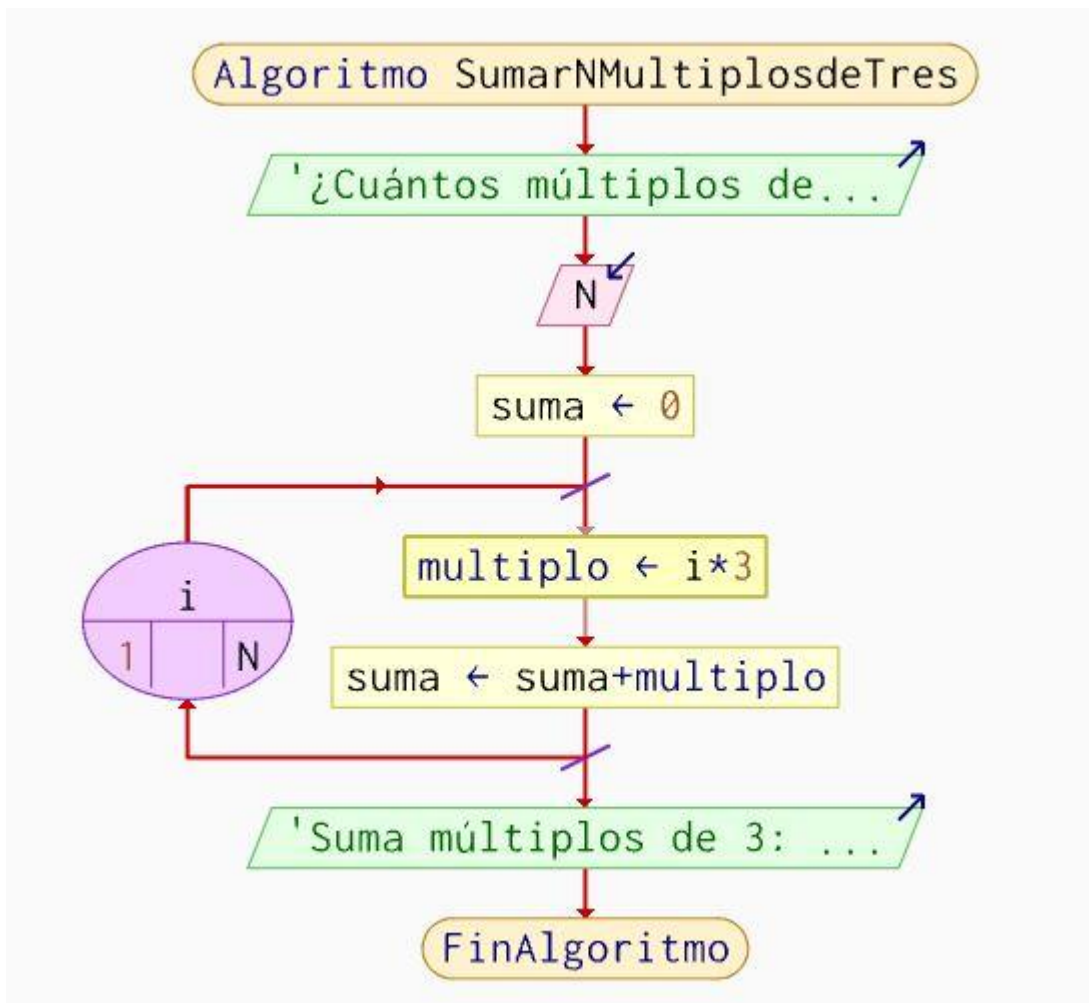 Algoritmo SumarNMultiplosdeTres
'¿Cuántos múltiplos de...
N
suma ← 0
multiplo ← i*3
i
1 N
suma ← suma+multiplo
'Suma múltiplos de 3: ...
FinAlgoritmo